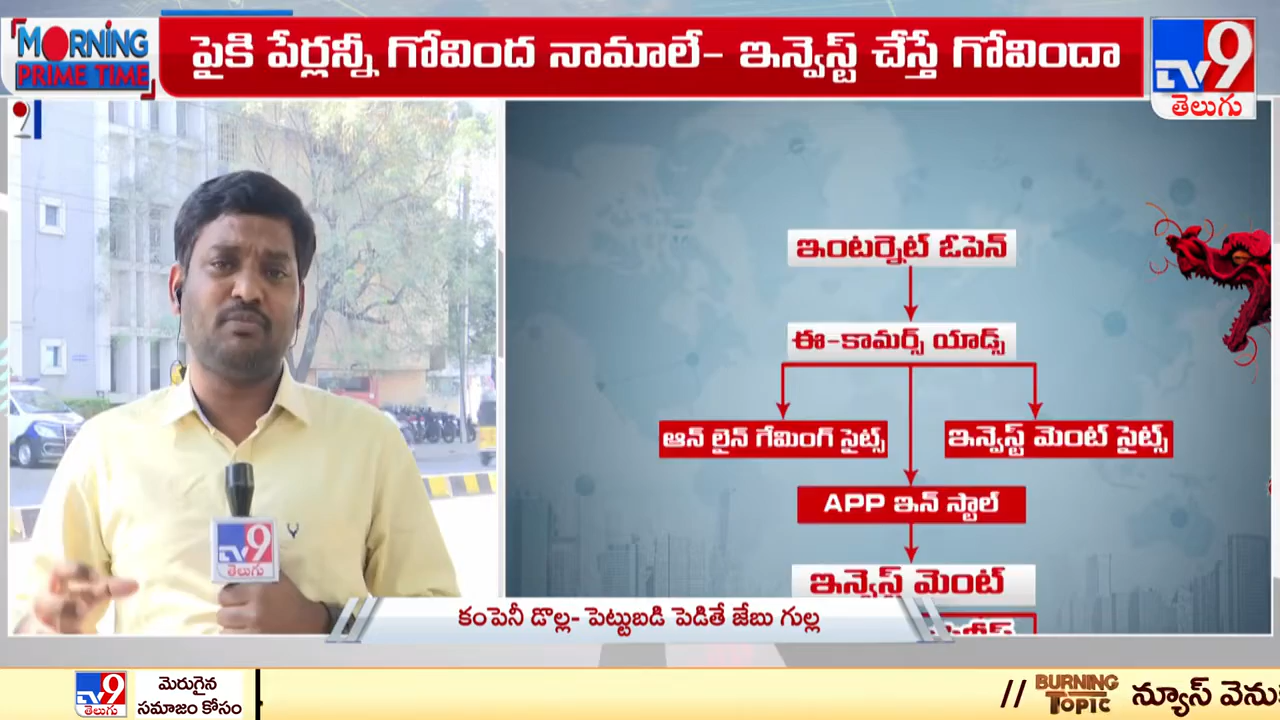 MORNING
PRIME TIME
పైకి పేర్లన్నీ గోవింద నామాలే- ఇన్వెస్ట్ చేస్తే గోవిందా
TV9
తెలుగు
9
ఇంటర్నెట్ ఓపెన్
ఈ-కామర్స్ యాడ్స్
ఆన్ లైన్ గేమింగ్ సైట్స్
ఇన్వెస్ట్ మెంట్ సైట్స్
APP ఇన్ స్టాల్
ఇన్వెస్ట్ మెంట్
TV9
తెలుగు
కంపెనీ డొల్ల- పెట్టుబడి పెడితే జేబు గుల్ల
TV9
తెలుగు
మెరుగైన
సమాజం కోసం
// BURNING TOPIC న్యూస్ వెను